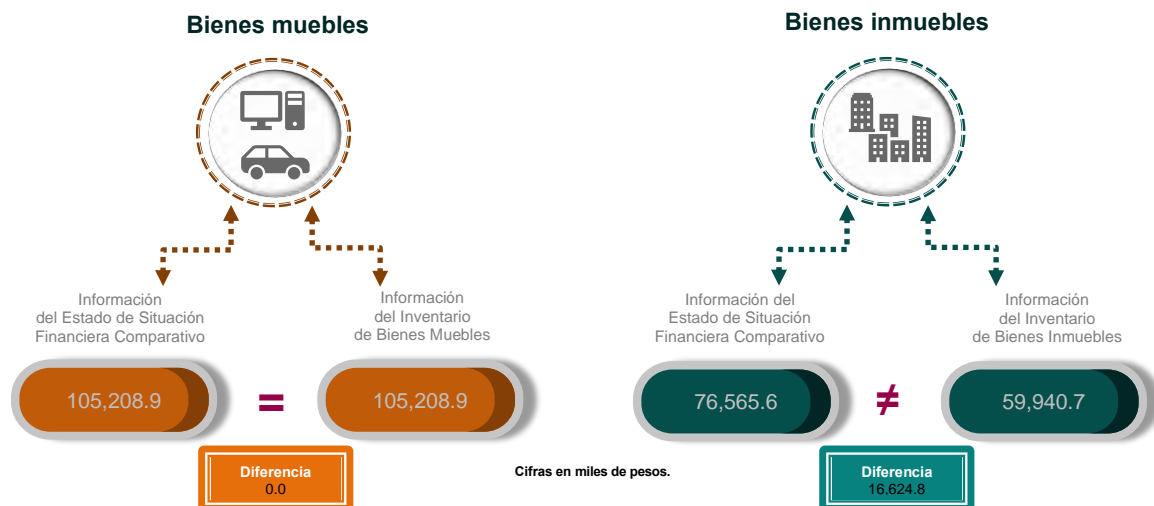 Bienes muebles
Información
del Estado de Situación
Financiera Comparativo
Información
del Inventario
de Bienes Muebles
105,208.9
=
105,208.9
Diferencia
0.0
Cifras en miles de pesos.
Bienes inmuebles
Información del
Estado de Situación
Financiera Comparativo
Información
del Inventario
de Bienes Inmuebles
76,565.6
≠
59,940.7
Diferencia
16,624.8